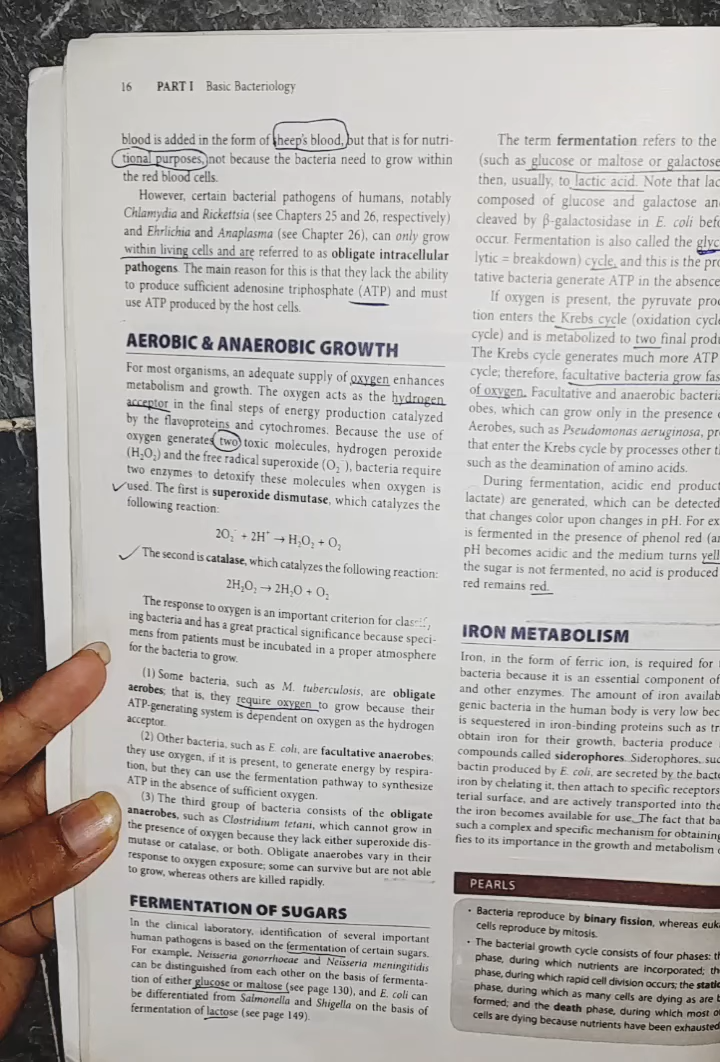 16 PART I Basic Bacteriology
blood is added in the form of sheep's blood, but that is for nutri-
tional purposes, not because the bacteria need to grow within
the red blood cells.
However, certain bacterial pathogens of humans, notably
Chlamydia and Rickettsia (see Chapters 25 and 26, respectively)
and Ehrlichia and Anaplasma (see Chapter 26), can only grow
within living cells and are referred to as obligate intracellular
pathogens. The main reason for this is that they lack the ability
to produce sufficient adenosine triphosphate (ATP) and must
use ATP produced by the host cells.
AEROBIC & ANAEROBIC GROWTH
For most organisms, an adequate supply of oxygen enhances
metabolism and growth. The oxygen acts as the hydrogen
acceptor in the final steps of energy production catalyzed
by the flavoproteins and cytochromes. Because the use of
oxygen generates two toxic molecules, hydrogen peroxide
(H₂O₂) and the free radical superoxide (O₂⁻), bacteria require
two enzymes to detoxify these molecules when oxygen is
used. The first is superoxide dismutase, which catalyzes the
following reaction:
2O₂⁻ + 2H⁺ → H₂O₂ + O₂
The second is catalase, which catalyzes the following reaction:
2H₂O₂ → 2H₂O + O₂
The response to oxygen is an important criterion for classify
ing bacteria and has a great practical significance because speci-
mens from patients must be incubated in a proper atmosphere
for the bacteria to grow.
(1) Some bacteria, such as M. tuberculosis, are obligate
aerobes; that is, they require oxygen to grow because their
ATP-generating system is dependent on oxygen as the hydrogen
acceptor.
(2) Other bacteria, such as E. coli, are facultative anaerobes;
they use oxygen, if it is present, to generate energy by respira-
tion, but they can use the fermentation pathway to synthesize
ATP in the absence of sufficient oxygen.
(3) The third group of bacteria consists of the obligate
anaerobes, such as Clostridium tetani, which cannot grow in
the presence of oxygen because they lack either superoxide dis-
mutase or catalase, or both. Obligate anaerobes vary in their
response to oxygen exposure; some can survive but are not able
to grow, whereas others are killed rapidly.
FERMENTATION OF SUGARS
In the clinical laboratory, identification of several important
human pathogens is based on the fermentation of certain sugars.
For example, Neisseria gonorrhoeae and Neisseria meningitidis
can be distinguished from each other on the basis of fermenta-
tion of either glucose or maltose (see page 130), and E. coli can
be differentiated from Salmonella and Shigella on the basis of
fermentation of lactose (see page 149).
The term fermentation refers to the
(such as glucose or maltose or galactose
then, usually, to lactic acid. Note that lac
composed of glucose and galactose an
cleaved by β-galactosidase in E. coli befo
occur. Fermentation is also called the glyc
lytic = breakdown) cycle, and this is the pro
tative bacteria generate ATP in the absence
If oxygen is present, the pyruvate pro
tion enters the Krebs cycle (oxidation cycl
cycle) and is metabolized to two final produ
The Krebs cycle generates much more ATP
cycle; therefore, facultative bacteria grow fas
of oxygen. Facultative and anaerobic bacteria
obes, which can grow only in the presence
Aerobes, such as Pseudomonas aeruginosa, pr
that enter the Krebs cycle by processes other t
such as the deamination of amino acids.
During fermentation, acidic end product
lactate) are generated, which can be detected
that changes color upon changes in pH. For ex
is fermented in the presence of phenol red (a
pH becomes acidic and the medium turns yell
the sugar is not fermented, no acid is produced
red remains red.
IRON METABOLISM
Iron, in the form of ferric ion, is required for
bacteria because it is an essential component of
and other enzymes. The amount of iron availab
genic bacteria in the human body is very low bec
is sequestered in iron-binding proteins such as tr
obtain iron for their growth, bacteria produce
compounds called siderophores. Siderophores, suc
bactin produced by E. coli, are secreted by the bacte
iron by chelating it, then attach to specific receptors
terial surface, and are actively transported into the
the iron becomes available for use. The fact that ba
such a complex and specific mechanism for obtaining
fies to its importance in the growth and metabolism
PEARLS
• Bacteria reproduce by binary fission, whereas euk
cells reproduce by mitosis.
• The bacterial growth cycle consists of four phases: th
phase, during which nutrients are incorporated; th
phase, during which rapid cell division occurs; the static
phase, during which as many cells are dying as are b
formed; and the death phase, during which most o
cells are dying because nutrients have been exhausted